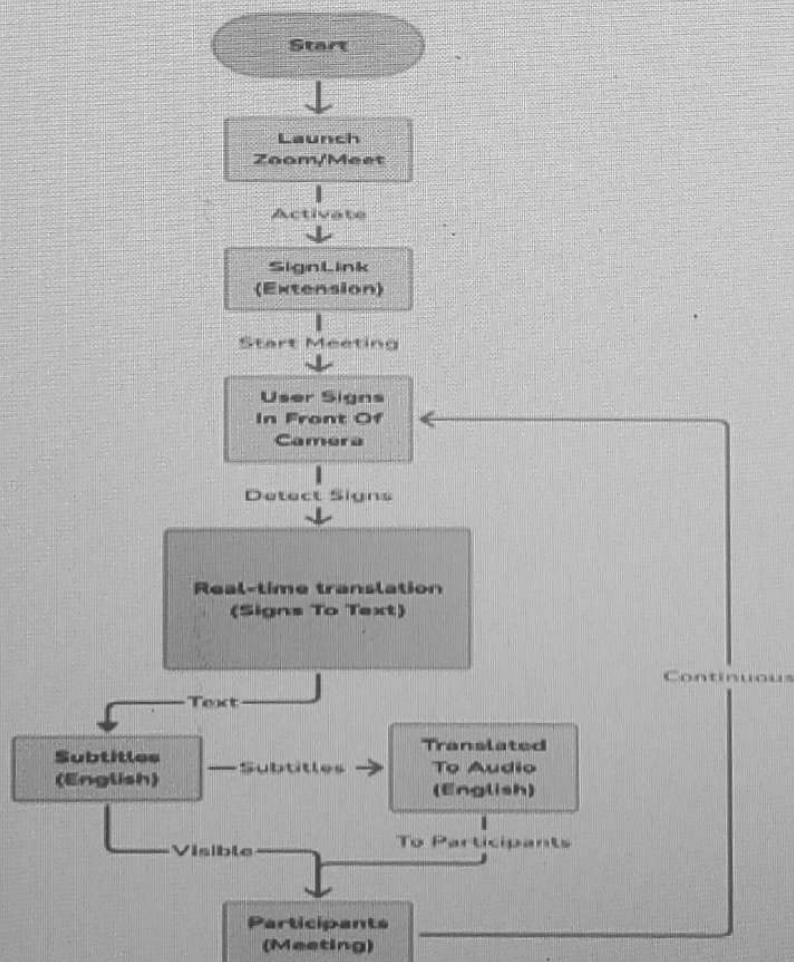 Start
Launch
Zoom/Meet
Activate
SignLink
(Extension)
Start Meeting
User Signs
In Front Of
Camera
Detect Signs
Real-time translation
(Signs To Text)
Continuous
Text
Subtitles
(English)
Subtitles
Translated
To Audio
(English)
To Participants
Visible
Participants
(Meeting)